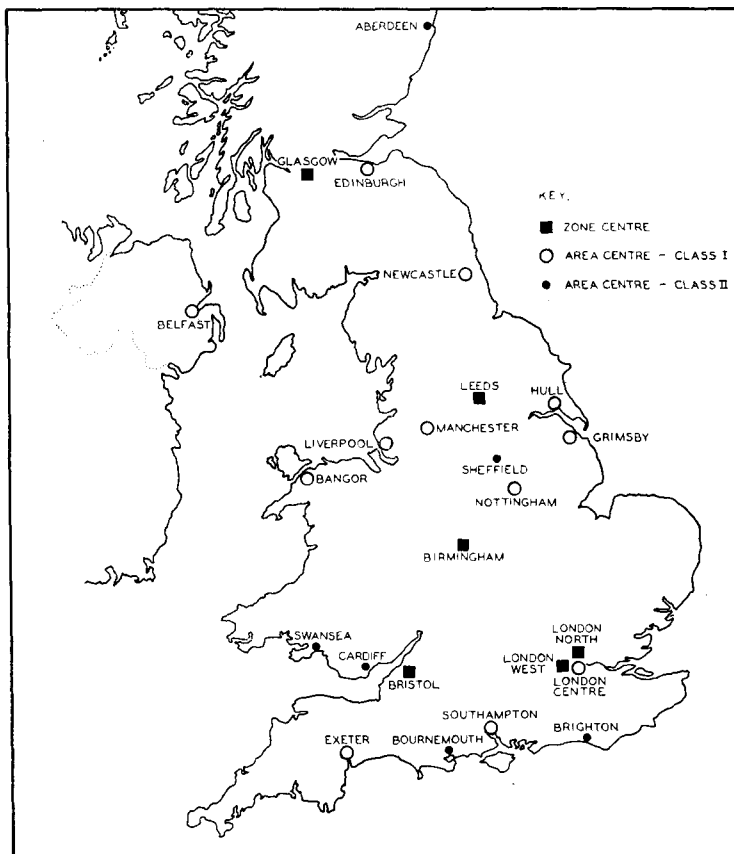 ABERDEEN
GLASGOW
EDINBURGH
KEY.
ZONE CENTRE
AREA CENTRE - CLASS I
AREA CENTRE - CLASS II
NEWCASTLE
BELFAST
LEEDS
HULL
MANCHESTER
LIVERPOOL
GRIMSBY
SHEFFIELD
BANGOR
NOTTINGHAM
BIRMINGHAM
LONDON
NORTH
SWANSEA
CARDIFF
LONDON
WEST
BRISTOL
LONDON
CENTRE
SOUTHAMPTON
EXETER
BOURNEMOUTH
BRIGHTON